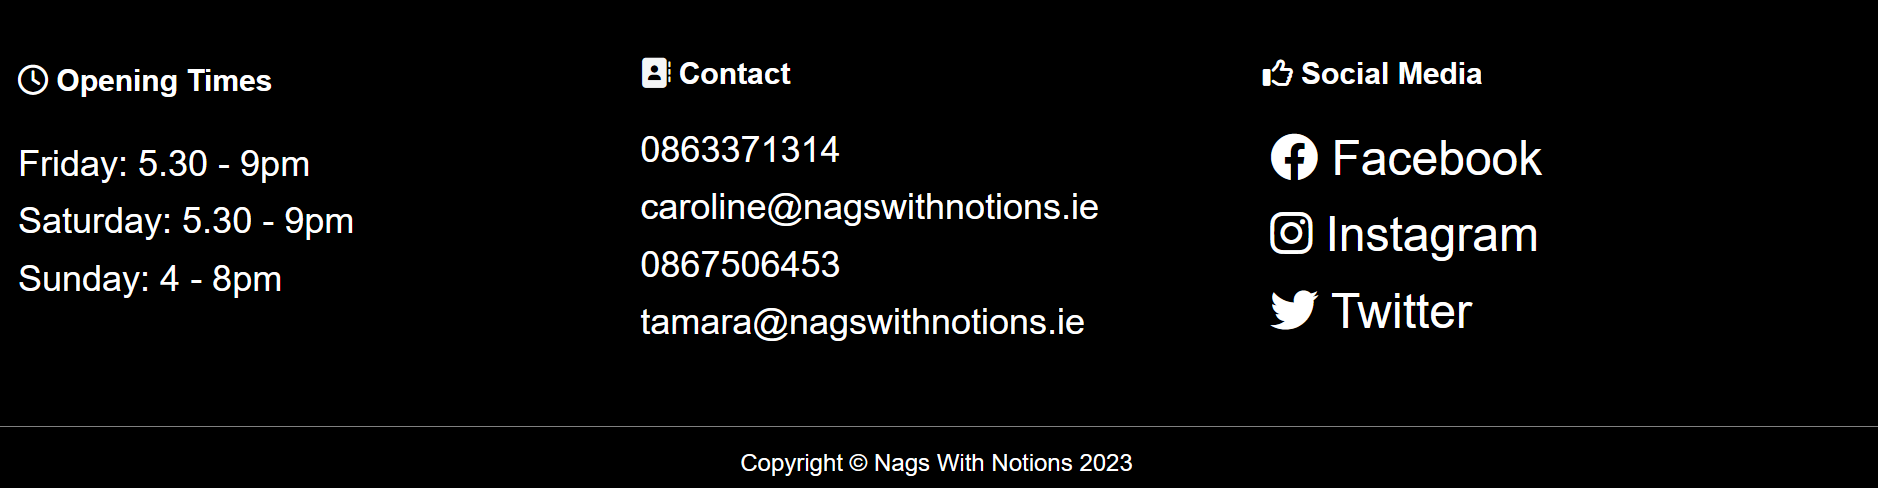 Opening Times
Friday: 5.30 - 9pm
Saturday: 5.30 - 9pm
Sunday: 4 - 8pm
Contact
0863371314
caroline@nagswithnotions.ie
0867506453
tamara@nagswithnotions.ie
Social Media
Facebook
Instagram
Twitter
Copyright © Nags With Notions 2023